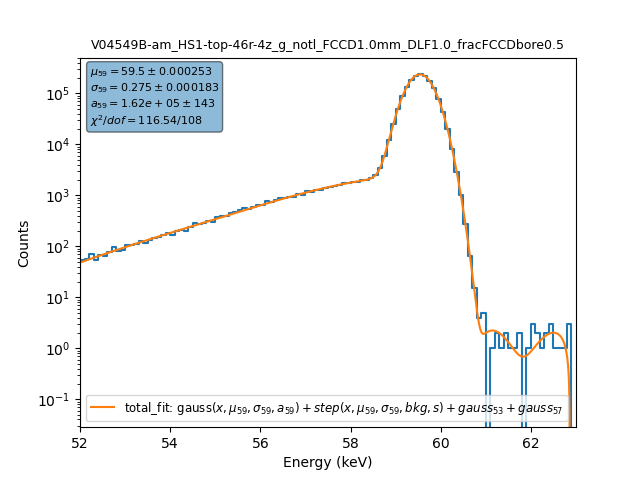 V04549B-am_HS1-top-46r-4z_g_notl_FCCD1.0mm_DLF1.0_fracFCCDbore0.5
μ₅₉ = 59.5 ± 0.000253
σ₅₉ = 0.275 ± 0.000183
a₅₉ = 1.62e + 05 ± 143
χ²/dof = 116.54/108
Counts
10⁵
10⁴
10³
10²
10¹
10⁰
10⁻¹
total_fit: gauss(x, μ₅₉, σ₅₉, a₅₉) + step(x, μ₅₉, σ₅₉, bkg, s) + gauss₅₃ + gauss₅₇
52 54 56 58 60 62
Energy (keV)